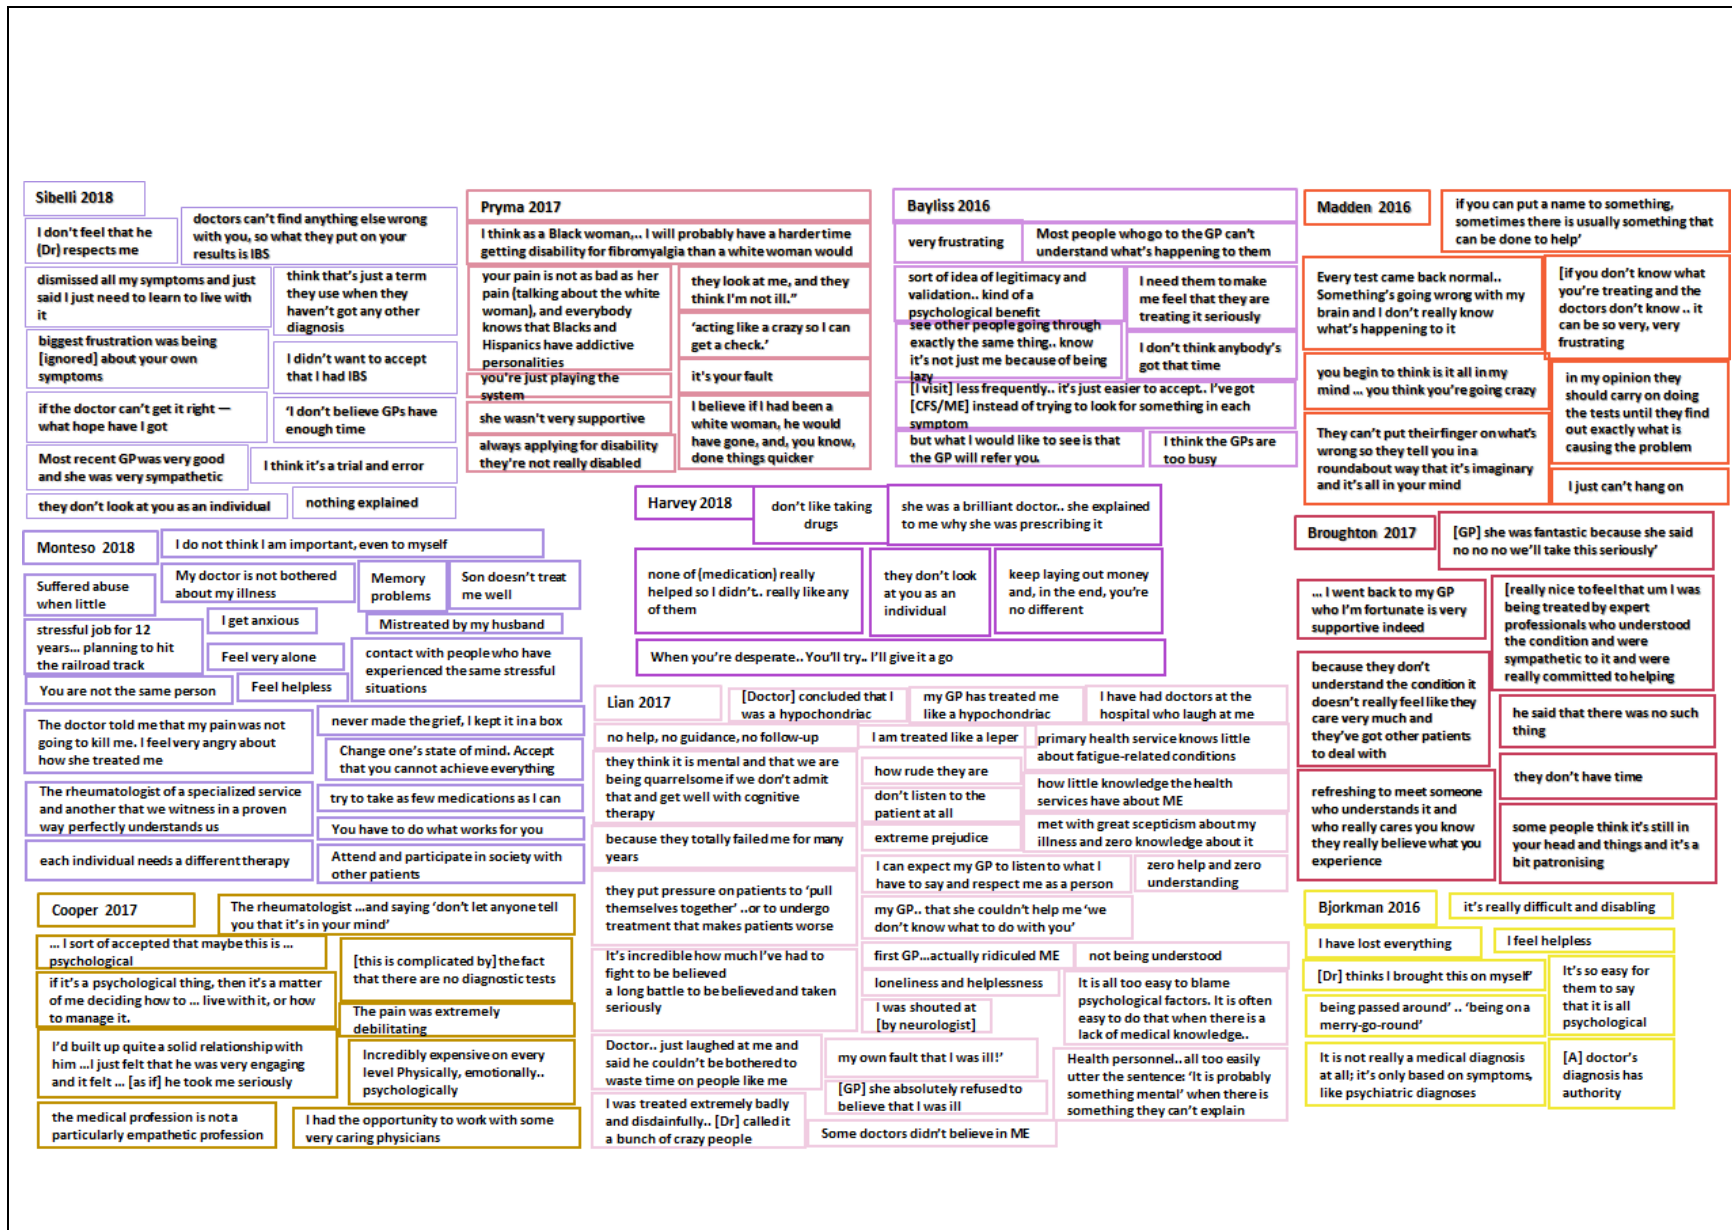 Sibelli 2018
I don't feel that he
(Dr) respects me
doctors can't find anything else wrong
with you, so what they put on your
results is IBS
dismissed all my symptoms and just
said I just need to learn to live with
it
think that's just a term
they use when they
haven't got any other
diagnosis
biggest frustration was being
[ignored] about your own
symptoms
I didn't want to accept
that I had IBS
if the doctor can't get it right —
what hope have I got
'I don't believe GPs have
enough time
Most recent GP was very good
and she was very sympathetic
I think it's a trial and error
they don't look at you as an individual
nothing explained
Pryma 2017
I think as a Black woman,.. I will probably have a harder time
getting disability for fibromyalgia than a white woman would
your pain is not as bad as her
pain (talking about the white
woman), and everybody
knows that Blacks and
Hispanics have addictive
personalities
they look at me, and they
think I'm not ill."
'acting like a crazy so I can
get a check.'
you're just playing the
system
it's your fault
she wasn't very supportive
I believe if I had been a
white woman, he would
have gone, and, you know,
done things quicker
always applying for disability
they're not really disabled
Bayliss 2016
very frustrating
Most people who go to the GP can't
understand what's happening to them
sort of idea of legitimacy and
validation.. kind of a
psychological benefit
I need them to make
me feel that they are
treating it seriously
see other people going through
exactly the same thing.. know
it's not just me because of being
lazy
I don't think anybody's
got that time
[I visit] less frequently.. it's just easier to accept.. I've got
[CFS/ME] instead of trying to look for something in each
symptom
but what I would like to see is that
the GP will refer you.
I think the GPs are
too busy
Madden 2016
if you can put a name to something,
sometimes there is usually something that
can be done to help'
Every test came back normal..
Something's going wrong with my
brain and I don't really know
what's happening to it
[if you don't know what
you're treating and the
doctors don't know .. it
can be so very, very
frustrating
you begin to think is it all in my
mind ... you think you're going crazy
in my opinion they
should carry on doing
the tests until they find
out exactly what is
causing the problem
They can't put their finger on what's
wrong so they tell you in a
roundabout way that it's imaginary
and it's all in your mind
I just can't hang on
Harvey 2018
don't like taking
drugs
she was a brilliant doctor.. she explained
to me why she was prescribing it
none of (medication) really
helped so I didn't.. really like any
of them
they don't look
at you as an
individual
keep laying out money
and, in the end, you're
no different
When you're desperate.. You'll try.. I'll give it a go
Monteso 2018
I do not think I am important, even to myself
Suffered abuse
when little
My doctor is not bothered
about my illness
Memory
problems
Son doesn't treat
me well
stressful job for 12
years... planning to hit
the railroad track
I get anxious
Mistreated by my husband
Feel very alone
contact with people who have
experienced the same stressful
situations
You are not the same person
Feel helpless
The doctor told me that my pain was not
going to kill me. I feel very angry about
how she treated me
never made the grief, I kept it in a box
Change one's state of mind. Accept
that you cannot achieve everything
The rheumatologist of a specialized service
and another that we witness in a proven
way perfectly understands us
try to take as few medications as I can
You have to do what works for you
each individual needs a different therapy
Attend and participate in society with
other patients
Broughton 2017
[GP] she was fantastic because she said
no no no we'll take this seriously'
... I went back to my GP
who I'm fortunate is very
supportive indeed
[really nice to feel that um I was
being treated by expert
professionals who understood
the condition and were
sympathetic to it and were
really committed to helping
because they don't
understand the condition it
doesn't really feel like they
care very much and
they've got other patients
to deal with
he said that there was no such
thing
they don't have time
refreshing to meet someone
who understands it and
who really cares you know
they really believe what you
experience
some people think it's still in
your head and things and it's a
bit patronising
Lian 2017
[Doctor] concluded that I
was a hypochondriac
my GP has treated me
like a hypochondriac
I have had doctors at the
hospital who laugh at me
no help, no guidance, no follow-up
I am treated like a leper
primary health service knows little
about fatigue-related conditions
they think it is mental and that we are
being quarrelsome if we don't admit
that and get well with cognitive
therapy
how rude they are
how little knowledge the health
services have about ME
don't listen to the
patient at all
because they totally failed me for many
years
extreme prejudice
met with great scepticism about my
illness and zero knowledge about it
I can expect my GP to listen to what I
have to say and respect me as a person
zero help and zero
understanding
they put pressure on patients to 'pull
themselves together' ..or to undergo
treatment that makes patients worse
my GP.. that she couldn't help me 'we
don't know what to do with you'
It's incredible how much I've had to
fight to be believed
a long battle to be believed and taken
seriously
first GP...actually ridiculed ME
not being understood
loneliness and helplessness
It is all too easy to blame
psychological factors. It is often
easy to do that when there is a
lack of medical knowledge..
I was shouted at
[by neurologist]
Doctor.. just laughed at me and
said he couldn't be bothered to
waste time on people like me
my own fault that I was ill!'
Health personnel.. all too easily
utter the sentence: 'It is probably
something mental' when there is
something they can't explain
[GP] she absolutely refused to
believe that I was ill
I was treated extremely badly
and disdainfully.. [Dr] called it
a bunch of crazy people
Some doctors didn't believe in ME
Cooper 2017
The rheumatologist ...and saying 'don't let anyone tell
you that it's in your mind'
... I sort of accepted that maybe this is ...
psychological
[this is complicated by] the fact
that there are no diagnostic tests
if it's a psychological thing, then it's a matter
of me deciding how to ... live with it, or how
to manage it.
The pain was extremely
debilitating
I'd built up quite a solid relationship with
him ...I just felt that he was very engaging
and it felt ... [as if] he took me seriously
Incredibly expensive on every
level Physically, emotionally..
psychologically
the medical profession is not a
particularly empathetic profession
I had the opportunity to work with some
very caring physicians
Bjorkman 2016
it's really difficult and disabling
I have lost everything
I feel helpless
[Dr] thinks I brought this on myself'
It's so easy for
them to say
that it is all
psychological
being passed around' .. 'being on a
merry-go-round'
It is not really a medical diagnosis
at all; it's only based on symptoms,
like psychiatric diagnoses
[A] doctor's
diagnosis has
authority